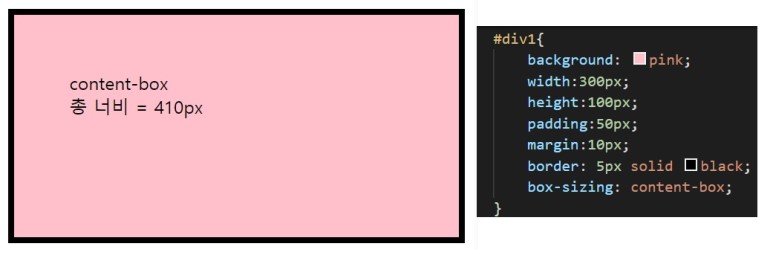 content-box
총 너비 = 410px
#div1{
background: pink;
width:300px;
height:100px;
padding:50px;
margin:10px;
border: 5px solid black;
box-sizing: content-box;
}